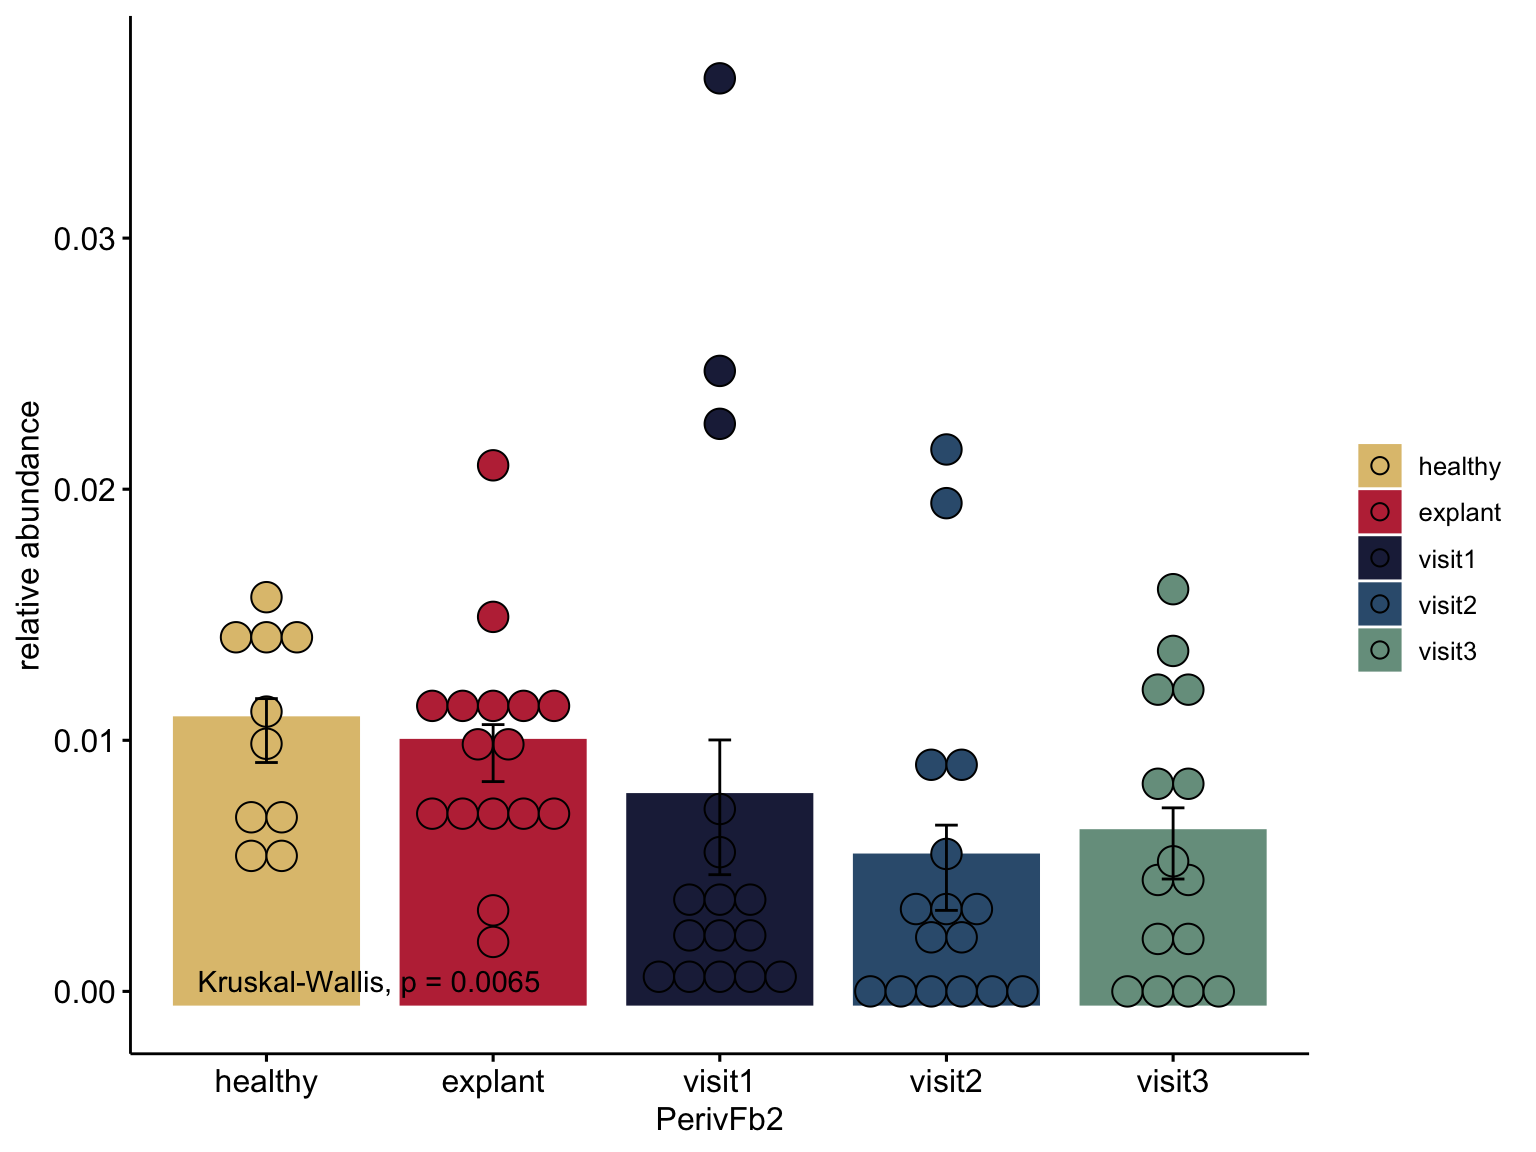 relative abundance
0.03
0.02
0.01
0.00
Kruskal-Wallis, p = 0.0065
healthy
explant
visit1
visit2
visit3
PerivFb2
healthy
explant
visit1
visit2
visit3